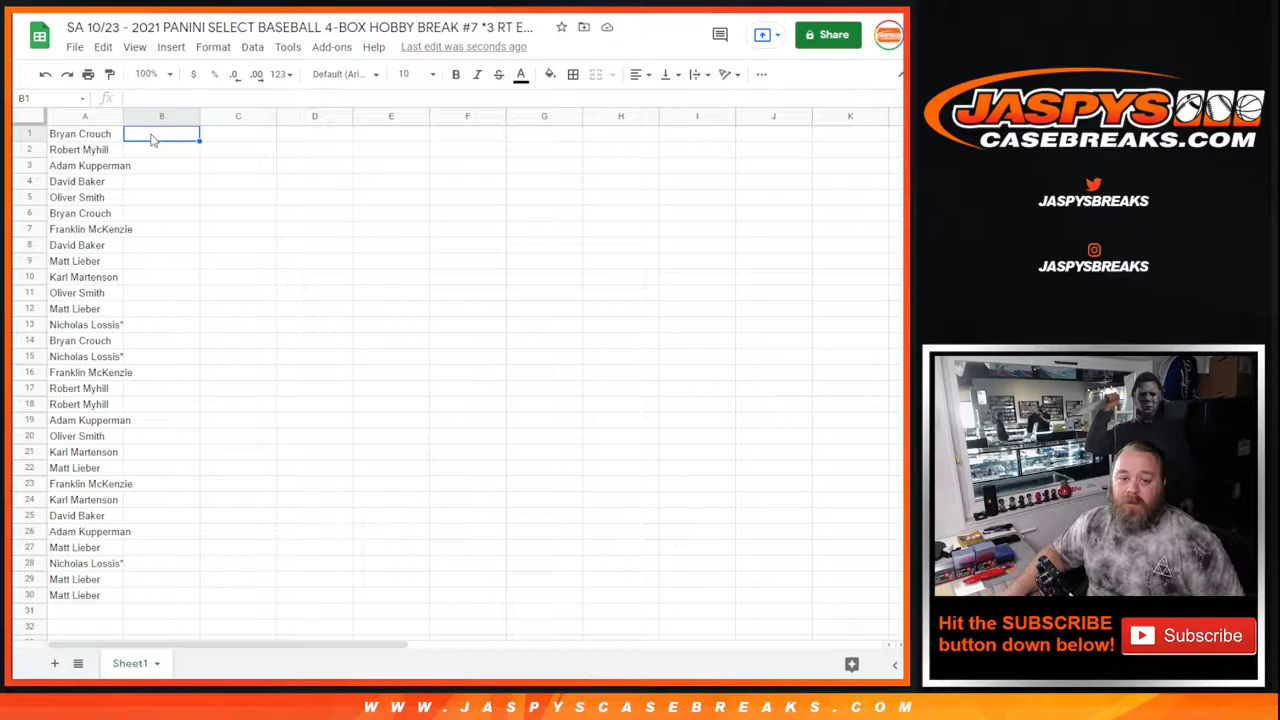 SA 10/23 - 2021 PANINI SELECT BASEBALL 4-BOX HOBBY BREAK #7 *3 RT E...
File Edit View Insert Format Data Tools Add-ons Help Last edit was seconds ago
Share
100% $ % .0 .00 123 Default (Ari... 10 B I S A
B1 fx
A B C D E F G H I J K
1 Bryan Crouch
2 Robert Myhill
3 Adam Kupperman
4 David Baker
5 Oliver Smith
6 Bryan Crouch
7 Franklin McKenzie
8 David Baker
9 Matt Lieber
10 Karl Martenson
11 Oliver Smith
12 Matt Lieber
13 Nicholas Lossis*
14 Bryan Crouch
15 Nicholas Lossis*
16 Franklin McKenzie
17 Robert Myhill
18 Robert Myhill
19 Adam Kupperman
20 Oliver Smith
21 Karl Martenson
22 Matt Lieber
23 Franklin McKenzie
24 Karl Martenson
25 David Baker
26 Adam Kupperman
27 Matt Lieber
28 Nicholas Lossis*
29 Matt Lieber
30 Matt Lieber
31
32
Sheet1
JASPYS
CASEBREAKS.COM
JASPYSBREAKS
JASPYSBREAKS
Hit the SUBSCRIBE
button down below!
Subscribe
WWW.JASPYSCASEBREAKS.COM